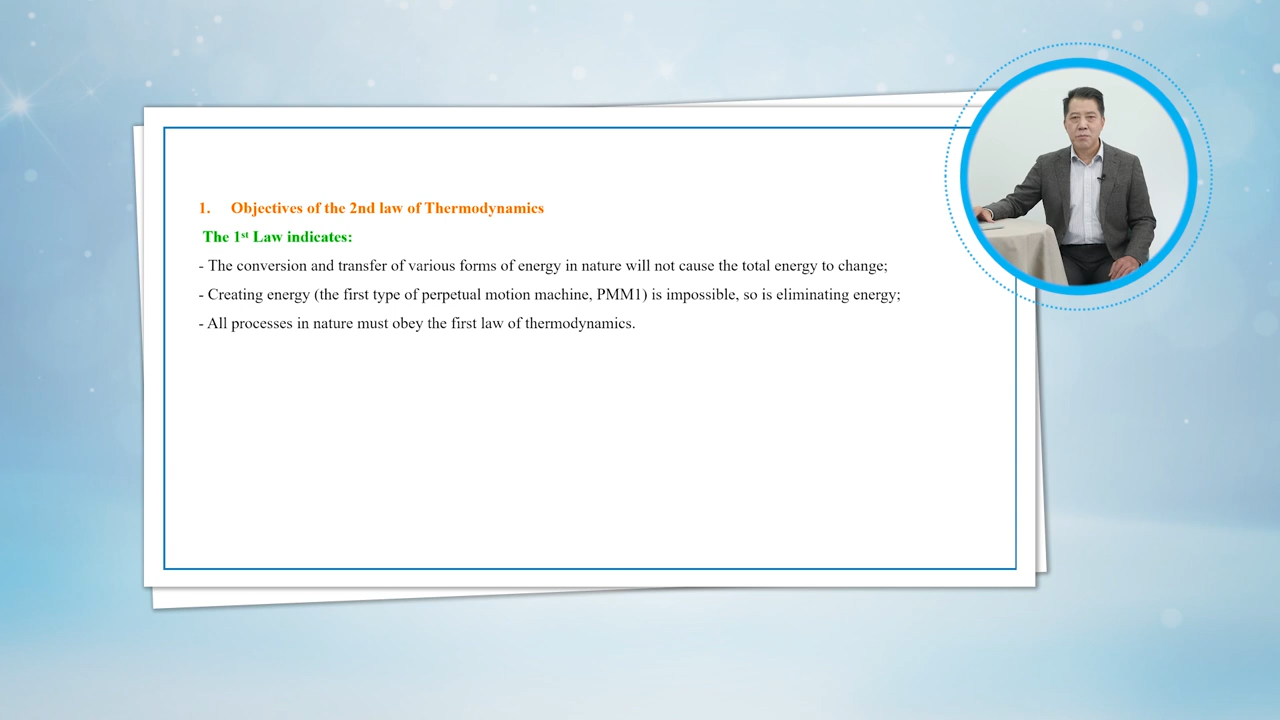 1. Objectives of the 2nd law of Thermodynamics
The 1st Law indicates:
- The conversion and transfer of various forms of energy in nature will not cause the total energy to change;
- Creating energy (the first type of perpetual motion machine, PMM1) is impossible, so is eliminating energy;
- All processes in nature must obey the first law of thermodynamics.